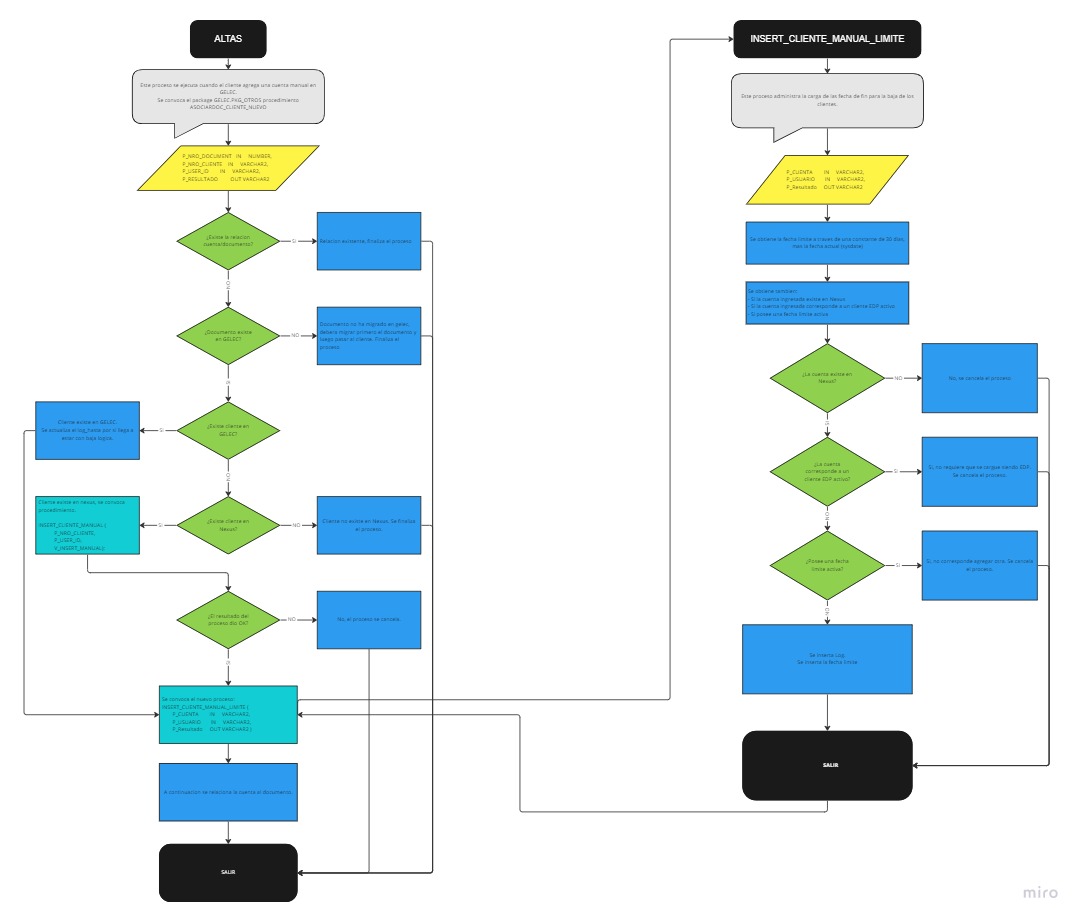 ALTAS
Este proceso se ejecuta cuando el cliente agrega una cuenta manual en
GELEC.
Se convoca el package GELEC.PKG_OTROS procedimiento
ASOCIARDOC_CLIENTE_NUEVO
P_NRO_DOCUMENT IN NUMBER,
P_NRO_CLIENTE IN VARCHAR2,
P_USER_ID IN VARCHAR2,
P_RESULTADO OUT VARCHAR2
¿Existe la relacion
cuenta/documento?
SI
Relacion existente, finaliza el proceso
NO
¿Documento existe
en GELEC?
NO
Documento no ha migrado en gelec,
debera migrar primero el documento y
luego pasar al cliente. Finaliza el
proceso
SI
¿Existe cliente en
GELEC?
SI
Cliente existe en GELEC.
Se actualiza el log_hasta por si llega a
estar con baja logica.
NO
¿Existe cliente en
Nexus?
SI
Cliente existe en nexus, se convoca
procedimiento.
INSERT_CLIENTE_MANUAL (
P_NRO_CLIENTE,
P_USER_ID,
V_INSERT_MANUAL);
NO
Cliente no existe en Nexus. Se finaliza
el proceso.
¿El resultado del
proceso dio OK?
NO
No, el proceso se cancela.
SI
Se convoca el nuevo proceso:
INSERT_CLIENTE_MANUAL_LIMITE (
P_CUENTA IN VARCHAR2,
P_USUARIO IN VARCHAR2,
P_Resultado OUT VARCHAR2 )
A continuacion se relaciona la cuenta al documento.
SALIR
INSERT_CLIENTE_MANUAL_LIMITE
Este proceso administra la carga de las fecha de fin para la baja de los
clientes.
P_CUENTA IN VARCHAR2,
P_USUARIO IN VARCHAR2,
P_Resultado OUT VARCHAR2
Se obtiene la fecha limite a traves de una constante de 30 dias,
mas la fecha actual (sysdate)
Se obtiene tambien:
- Si la cuenta ingresada existe en Nexus
- Si la cuenta ingresada corresponde a un cliente EDP activo.
- Si posee una fecha limite activa
¿La cuenta existe en
Nexus?
NO
No, se cancela el proceso.
SI
¿La cuenta
corresponde a un
cliente EDP activo?
SI
Si, no requiere que se cargue siendo EDP.
Se cancela el proceso.
NO
¿Posee una fecha
limite activa?
SI
Si, no corresponde agregar otra. Se cancela
el proceso.
NO
Se inserta Log.
Se inserta la fecha limite
SALIR
miro